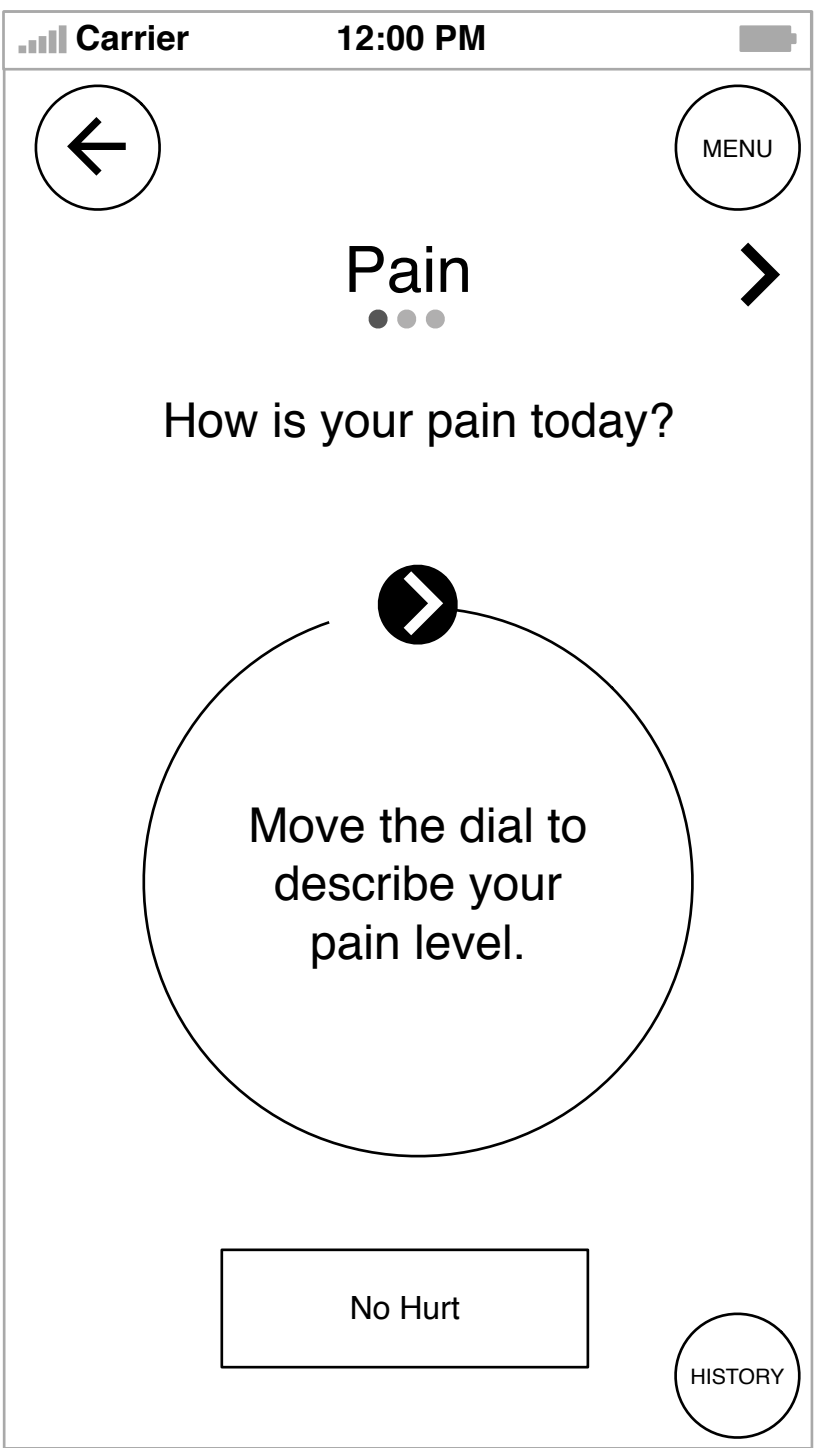 Carrier 12:00 PM
MENU
Pain
How is your pain today?
Move the dial to
describe your
pain level.
No Hurt
HISTORY